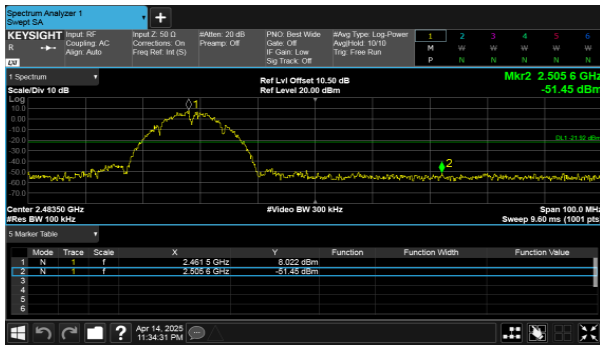 Spectrum Analyzer 1
Swept SA
+
KEYSIGHT Input: RF Input Z: 50 Ω #Atten: 20 dB PNO: Best Wide #Avg Type: Log-Power 1 2 3 4 5 6
R Coupling: AC Corrections: On Preamp: Off Gate: Off Avg|Hold: 10/10 M W W W W W
Align: Auto Freq Ref: Int (S) IF Gain: Low Trig: Free Run
LXI Sig Track: Off P N N N N N
1 Spectrum
Ref Lvl Offset 10.50 dB Mkr2 2.505 6 GHz
Scale/Div 10 dB Ref Level 20.00 dBm -51.45 dBm
Log
10.0
0.00
-10.0
-20.0
-30.0
-40.0
-50.0
-60.0
-70.0
1
DL1 -21.92 dBm
2
Center 2.48350 GHz #Video BW 300 kHz Span 100.0 MHz
#Res BW 100 kHz Sweep 9.60 ms (1001 pts)
5 Marker Table
Mode Trace Scale X Y Function Function Width Function Value
1 N 1 f 2.461 5 GHz 8.022 dBm
2 N 1 f 2.505 6 GHz -51.45 dBm
3
4
5
6
?
Apr 14, 2025
11:34:31 PM